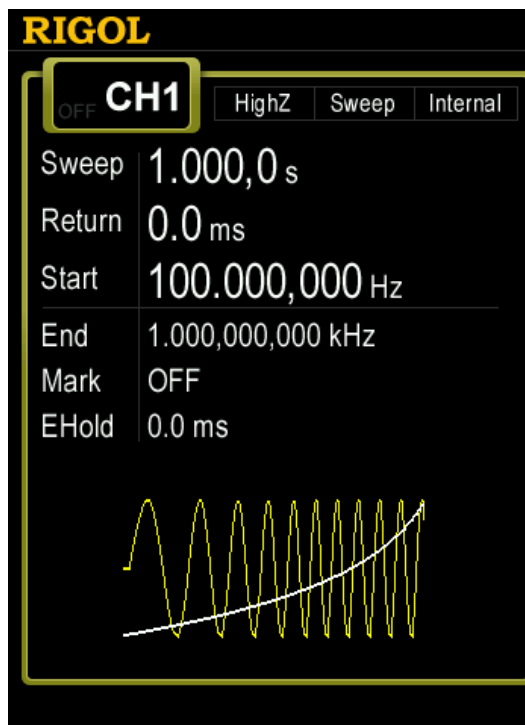 RIGOL
OFF CH1 HighZ Sweep Internal
Sweep 1.000,0 s
Return 0.0 ms
Start 100.000,000 Hz
End 1.000,000,000 kHz
Mark OFF
EHold 0.0 ms